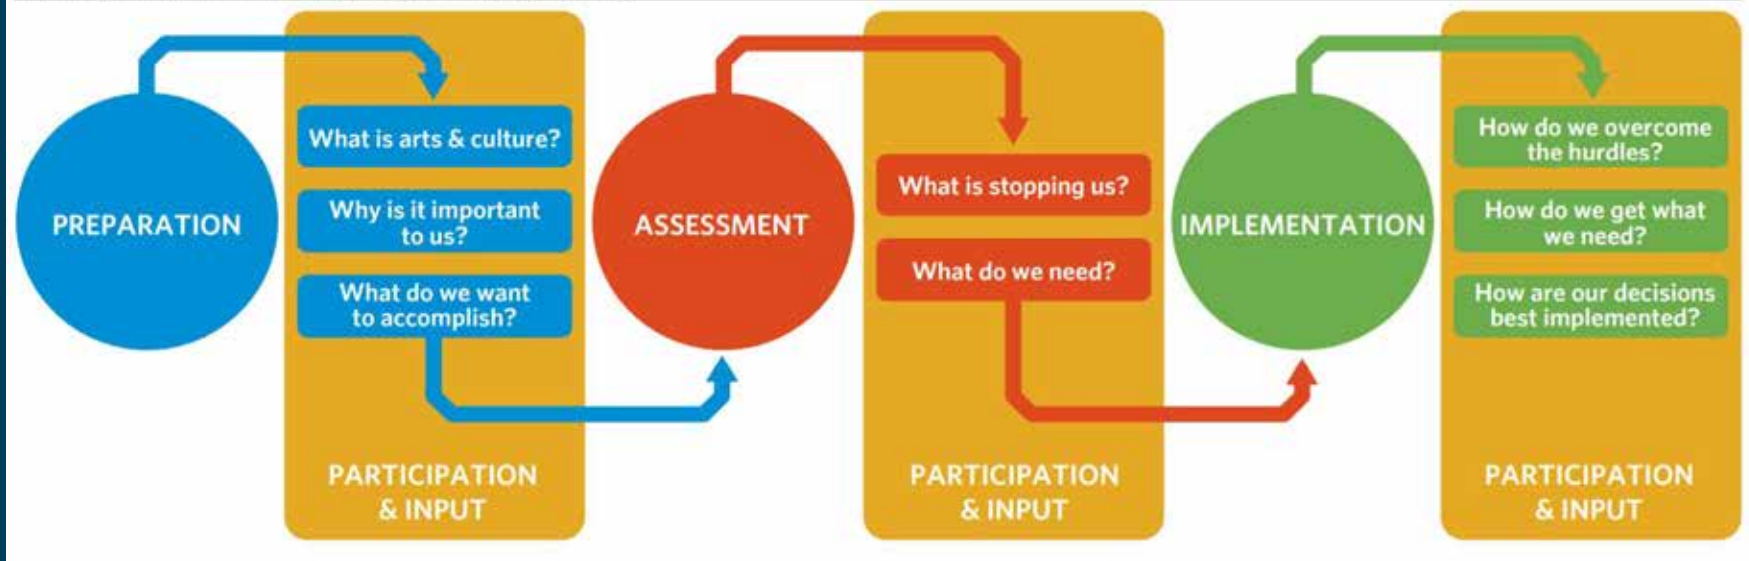 PREPARATION
What is arts & culture?
Why is it important
to us?
What do we want
to accomplish?
PARTICIPATION
& INPUT
ASSESSMENT
What is stopping us?
What do we need?
PARTICIPATION
& INPUT
IMPLEMENTATION
How do we overcome
the hurdles?
How do we get what
we need?
How are our decisions
best implemented?
PARTICIPATION
& INPUT